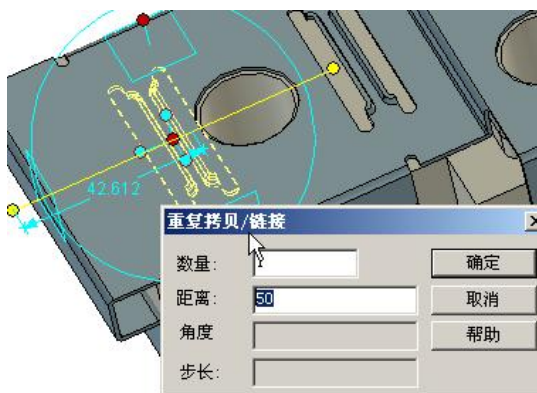 42.612
重复拷贝/链接
数量: 1
确定
距离: 50
取消
角度
帮助
步长: